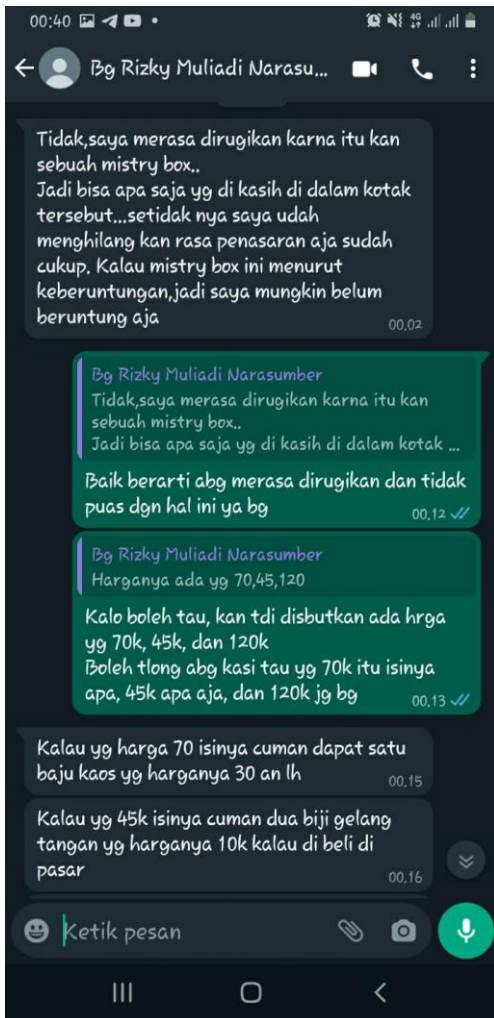 00:40
4G
Bg Rizky Muliadi Narasu...
Tidak,saya merasa dirugikan karna itu kan
sebuah mistry box..
Jadi bisa apa saja yg di kasih di dalam kotak
tersebut...setidak nya saya udah
menghilang kan rasa penasaran aja sudah
cukup. Kalau mistry box ini menurut
keberuntungan,jadi saya mungkin belum
beruntung aja
00.02
Bg Rizky Muliadi Narasumber
Tidak,saya merasa dirugikan karna itu kan
sebuah mistry box..
Jadi bisa apa saja yg di kasih di dalam kotak ...
Baik berarti abg merasa dirugikan dan tidak
puas dgn hal ini ya bg
00.12
Bg Rizky Muliadi Narasumber
Harganya ada yg 70,45,120
Kalo boleh tau, kan tdi disbutkan ada hrga
yg 70k, 45k, dan 120k
Boleh tlong abg kasi tau yg 70k itu isinya
apa, 45k apa aja, dan 120k jg bg
00.13
Kalau yg harga 70 isinya cuman dapat satu
baju kaos yg harganya 30 an lh
00.15
Kalau yg 45k isinya cuman dua biji gelang
tangan yg harganya 10k kalau di beli di
pasar
00.16
Ketik pesan